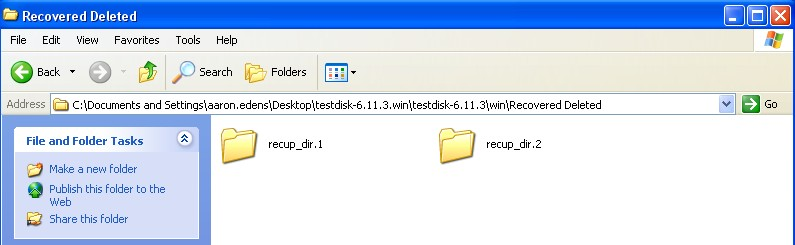 Recovered Deleted
File Edit View Favorites Tools Help
Back Search Folders
Address C:\Documents and Settings\aaron.edens\Desktop\testdisk-6.11.3.win\testdisk-6.11.3\win\Recovered Deleted Go
File and Folder Tasks
Make a new folder
Publish this folder to the
Web
Share this folder
recup_dir.1 recup_dir.2